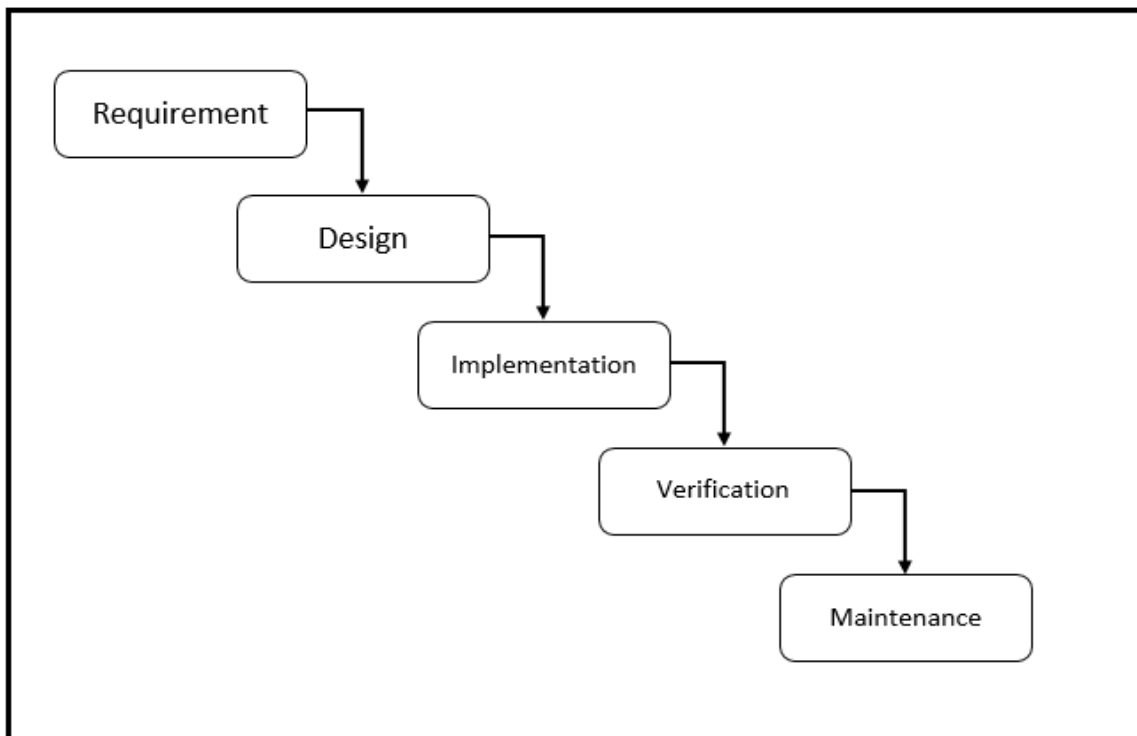 Requirement
Design
Implementation
Verification
Maintenance